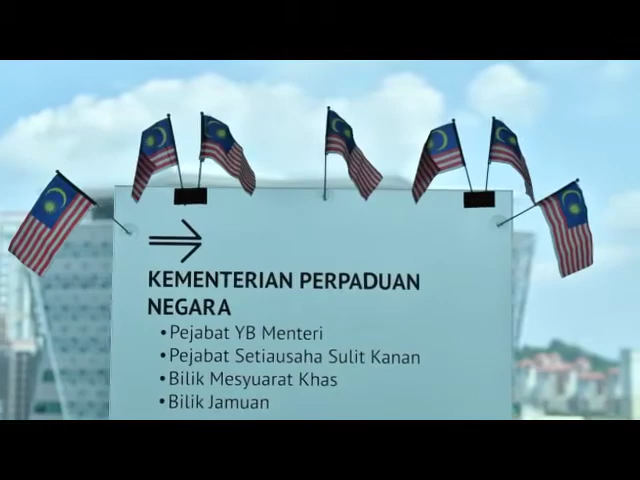 KEMENTERIAN PERPADUAN
NEGARA
• Pejabat YB Menteri
• Pejabat Setiausaha Sulit Kanan
• Bilik Mesyuarat Khas
• Bilik Jamuan